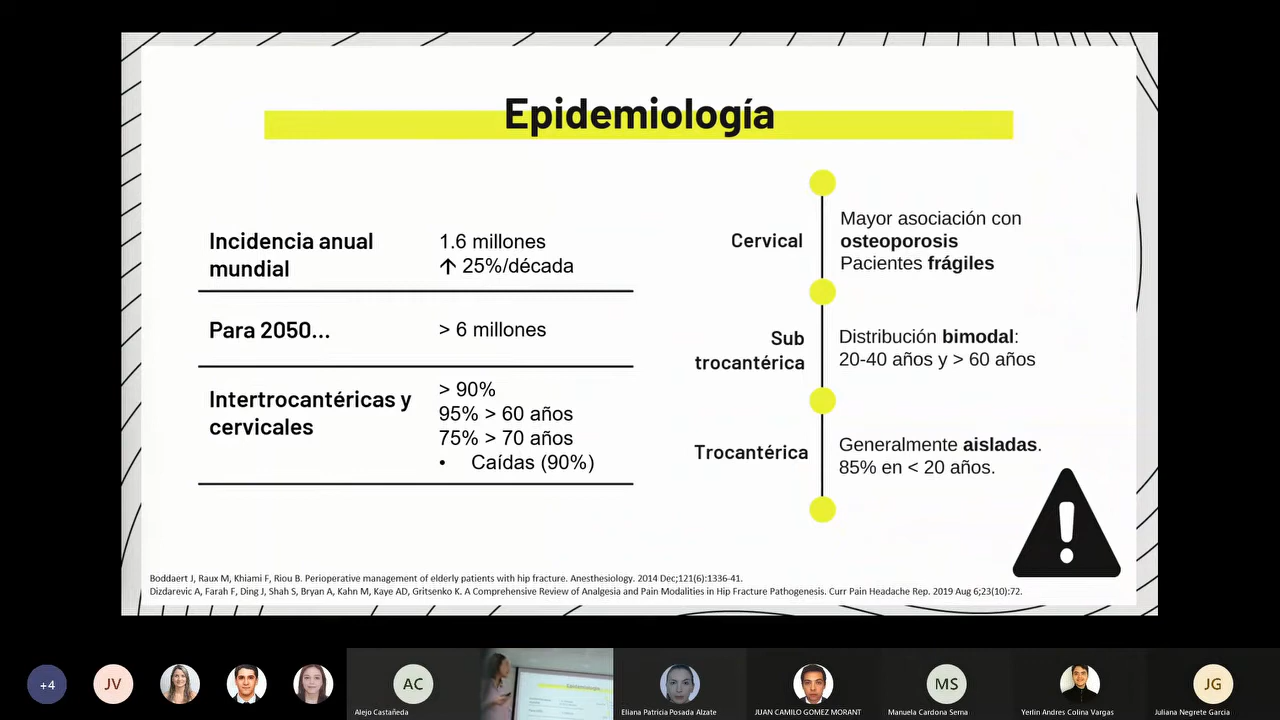 Epidemiología
Incidencia anual
mundial
1.6 millones
↑ 25%/década
Para 2050...
> 6 millones
Intertrocantéricas y
cervicales
> 90%
95% > 60 años
75% > 70 años
• Caídas (90%)
Cervical
Mayor asociación con
osteoporosis
Pacientes frágiles
Sub
trocantérica
Distribución bimodal:
20-40 años y > 60 años
Trocantérica
Generalmente aisladas.
85% en < 20 años.
Boddaert J, Raux M, Khiami F, Riou B. Perioperative management of elderly patients with hip fracture. Anesthesiology. 2014 Dec;121(6):1336-41.
Dizdarevic A, Farah F, Ding J, Shah S, Bryan A, Kahn M, Kaye AD, Gritsenko K. A Comprehensive Review of Analgesia and Pain Modalities in Hip Fracture Pathogenesis. Curr Pain Headache Rep. 2019 Aug 6;23(10):72.
+4
JV
AC
Alejo Castañeda
Epidemiología
Eliana Patricia Posada Alzate
JUAN CAMILO GOMEZ MORANT
MS
Manuela Cardona Serna
Yerlin Andres Colina Vargas
JG
Juliana Negrete Garcia